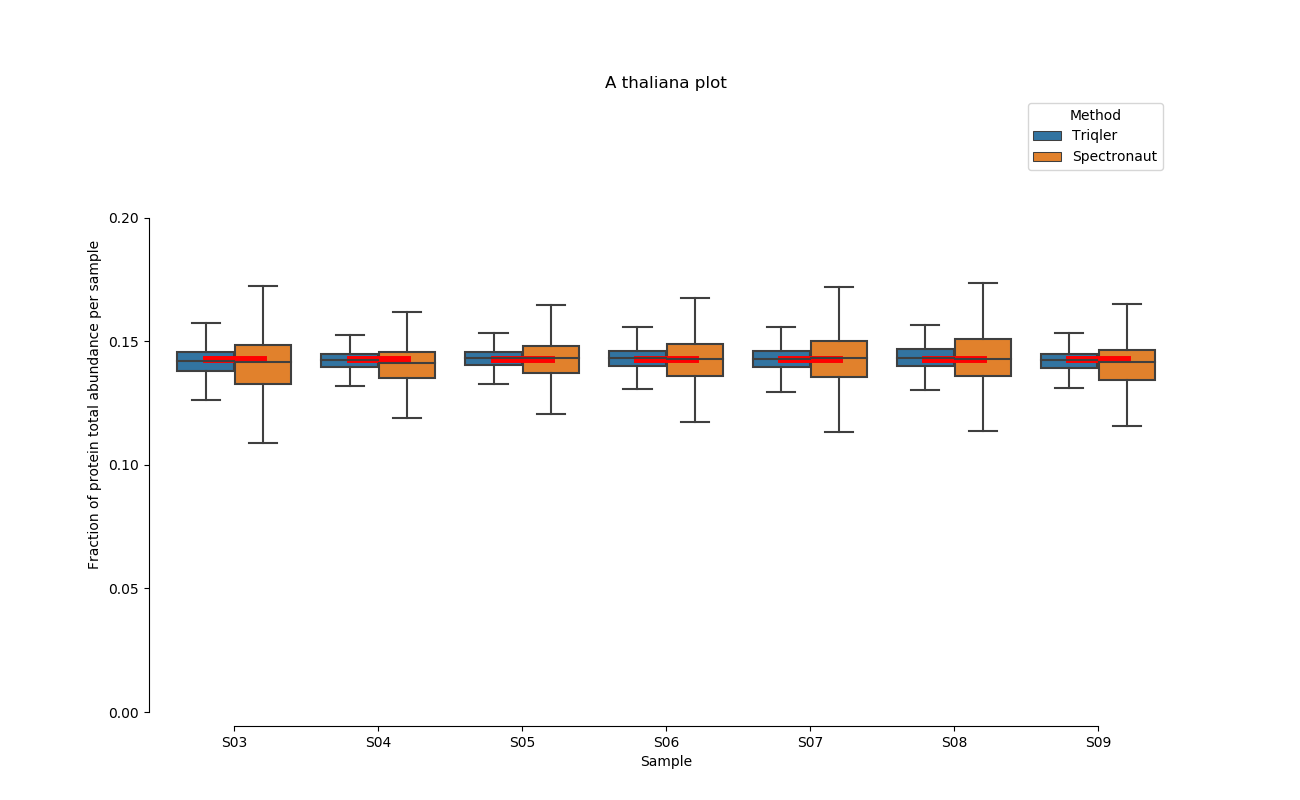 A thaliana plot
Method
Triqler
Spectronaut
Fraction of protein total abundance per sample
0.20
0.15
0.10
0.05
0.00
S03 S04 S05 S06 S07 S08 S09
Sample